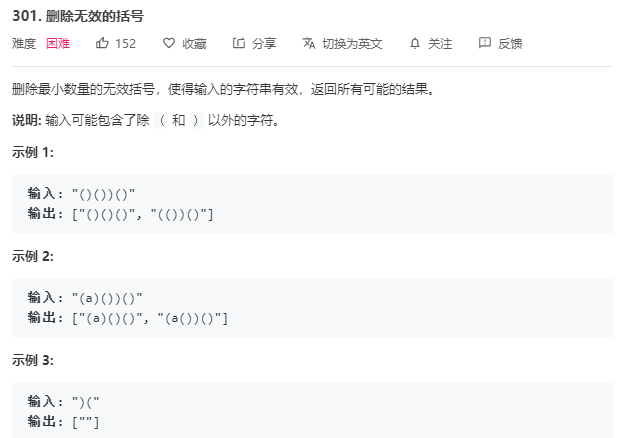 301. 删除无效的括号
难度 困难 152 收藏 分享 切换为英文 关注 反馈
删除最小数量的无效括号，使得输入的字符串有效，返回所有可能的结果。
说明: 输入可能包含了除 ( 和 ) 以外的字符。
示例 1:
输入: "()())()"
输出: ["()()()", "(())()"]
示例 2:
输入: "(a)())()"
输出: ["(a)()()", "(a())()"]
示例 3:
输入: ")("
输出: [""]